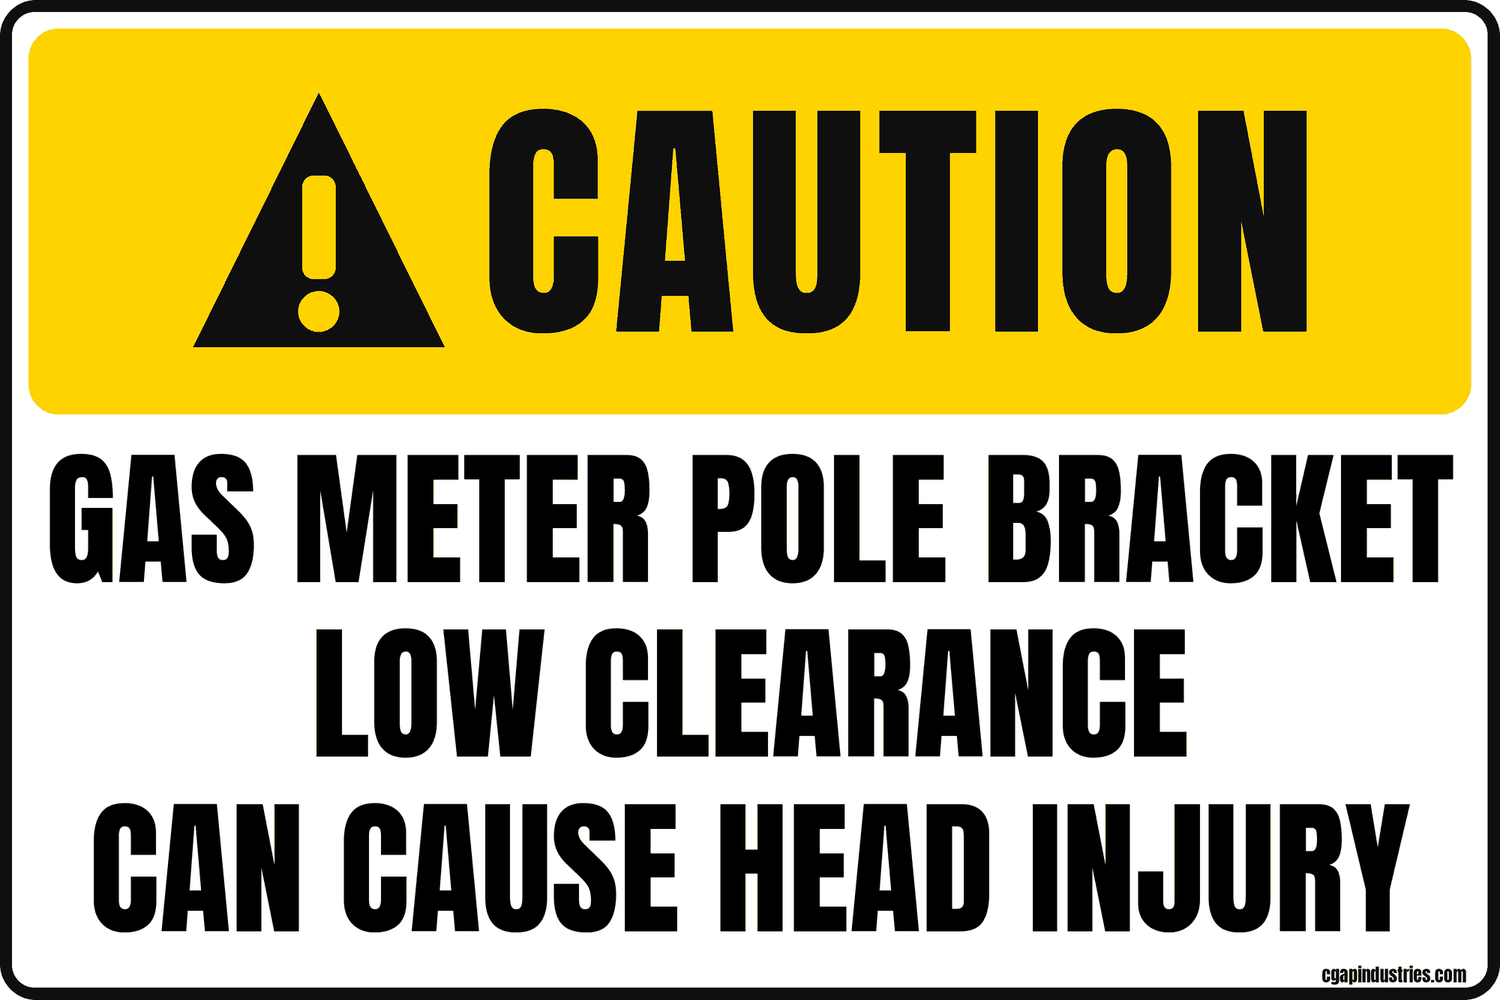 CAUTION
GAS METER POLE BRACKET
LOW CLEARANCE
CAN CAUSE HEAD INJURY
cgapindustries.com